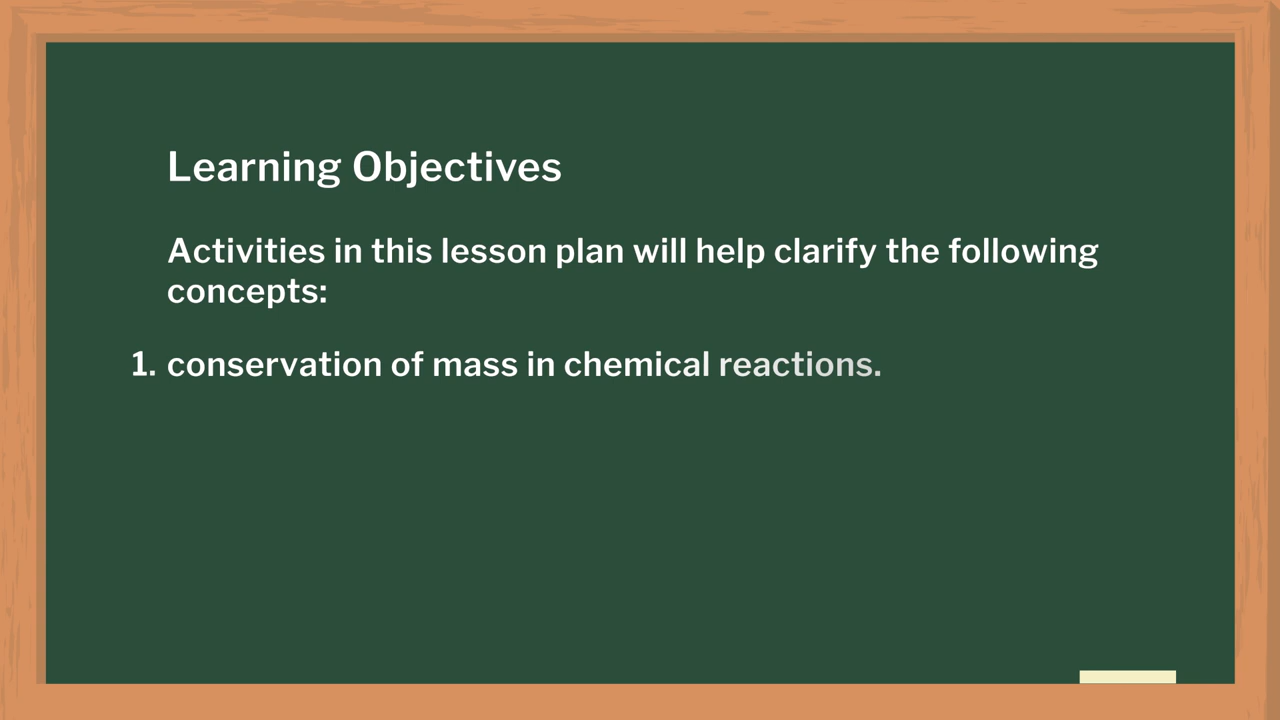 Learning Objectives
Activities in this lesson plan will help clarify the following
concepts:
1. conservation of mass in chemical reactions.